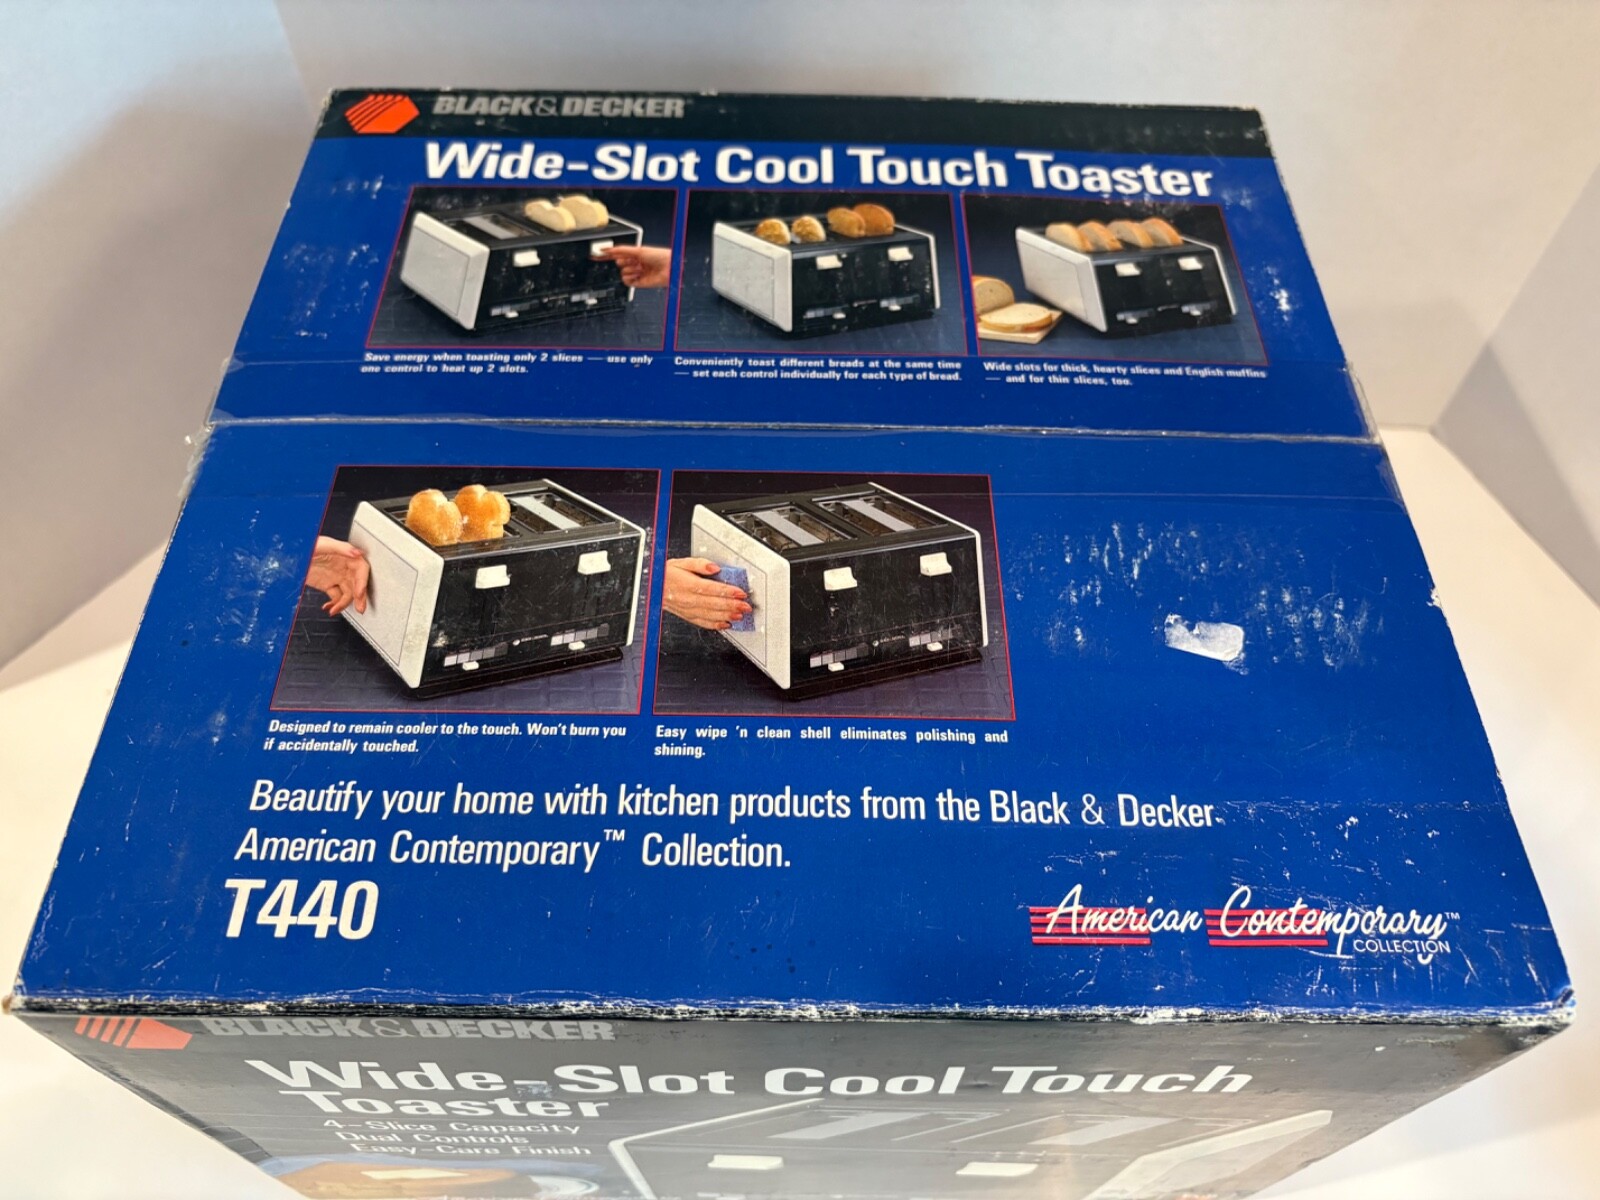 BLACK & DECKER
Wide-Slot Cool Touch Toaster
Save energy when toasting only 2 slices — use only
one control to heat up 2 slots.
Conveniently toast different breads at the same time
— set each control individually for each type of bread.
Wide slots for thick, hearty slices and English muffins
— and for thin slices, too.
Designed to remain cooler to the touch. Won't burn you
if accidentally touched.
Easy wipe 'n clean shell eliminates polishing and
shining.
Beautify your home with kitchen products from the Black & Decker
American Contemporary™ Collection.
T440
American Contemporary™
COLLECTION
BLACK & DECKER
Wide-Slot Cool Touch
Toaster
4-Slice Capacity
Dual Controls
Easy-Care Finish